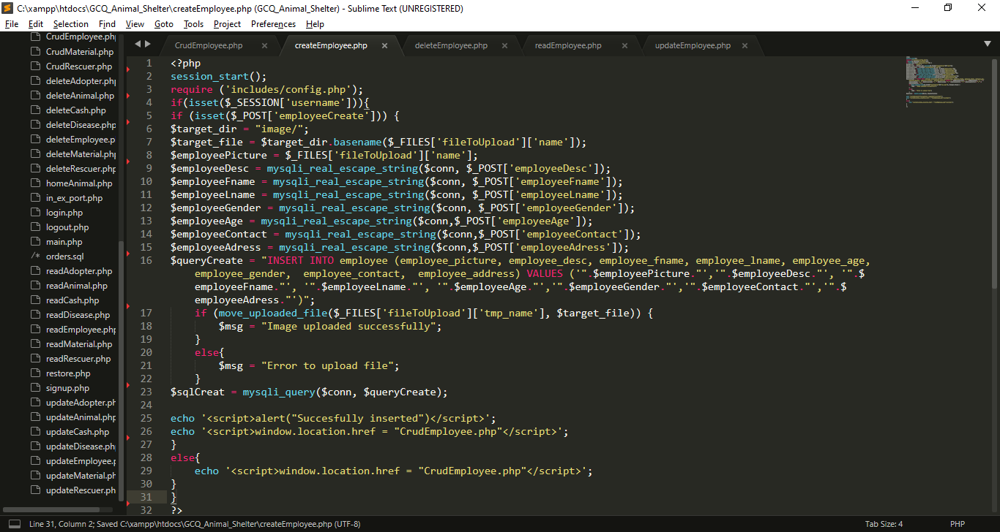 C:\xampp\htdocs\GCQ_Animal_Shelter\createEmployee.php (GCQ_Animal_Shelter) - Sublime Text (UNREGISTERED)
File Edit Selection Find View Goto Tools Project Preferences Help
CrudEmployee.php
CrudMaterial.php
CrudRescuer.php
deleteAdopter.php
deleteAnimal.php
deleteCash.php
deleteDisease.php
deleteEmployee.p
deleteMaterial.php
deleteRescuer.php
homeAnimal.php
in_ex_port.php
login.php
logout.php
main.php
/* orders.sql
readAdopter.php
readAnimal.php
readCash.php
readDisease.php
readEmployee.php
readMaterial.php
readRescuer.php
restore.php
signup.php
updateAdopter.ph
updateAnimal.php
updateCash.php
updateDisease.php
updateEmployee.p
updateMaterial.ph
updateRescuer.ph
CrudEmployee.php × createEmployee.php × deleteEmployee.php × readEmployee.php × updateEmployee.php ×
1 <?php
2 session_start();
3 require ('includes/config.php');
4 if(isset($_SESSION['username'])){
5 if (isset($_POST['employeeCreate'])) {
6 $target_dir = "image/";
7 $target_file = $target_dir.basename($_FILES['fileToUpload']['name']);
8 $employeePicture = $_FILES['fileToUpload']['name'];
9 $employeeDesc = mysqli_real_escape_string($conn, $_POST['employeeDesc']);
10 $employeeFname = mysqli_real_escape_string($conn, $_POST['employeeFname']);
11 $employeeLname = mysqli_real_escape_string($conn, $_POST['employeeLname']);
12 $employeeGender = mysqli_real_escape_string($conn, $_POST['employeeGender']);
13 $employeeAge = mysqli_real_escape_string($conn,$_POST['employeeAge']);
14 $employeeContact = mysqli_real_escape_string($conn,$_POST['employeeContact']);
15 $employeeAdress = mysqli_real_escape_string($conn,$_POST['employeeAdress']);
16 $queryCreate = "INSERT INTO employee (employee_picture, employee_desc, employee_fname, employee_lname, employee_age,
employee_gender,  employee_contact,  employee_address) VALUES ('".$employeePicture."','".$employeeDesc."', '".$
employeeFname."', '".$employeeLname."', '".$employeeAge."','".$employeeGender."','".$employeeContact."','".$
employeeAdress."')";
17 if (move_uploaded_file($_FILES['fileToUpload']['tmp_name'], $target_file)) {
18 $msg = "Image uploaded successfully";
19 }
20 else{
21 $msg = "Error to upload file";
22 }
23 $sqlCreat = mysqli_query($conn, $queryCreate);
24
25 echo '<script>alert("Succesfully inserted")</script>';
26 echo '<script>window.location.href = "CrudEmployee.php"</script>';
27 }
28 else{
29 echo '<script>window.location.href = "CrudEmployee.php"</script>';
30 }
31 }
32 ?>
Line 31, Column 2; Saved C:\xampp\htdocs\GCQ_Animal_Shelter\createEmployee.php (UTF-8) Tab Size: 4 PHP